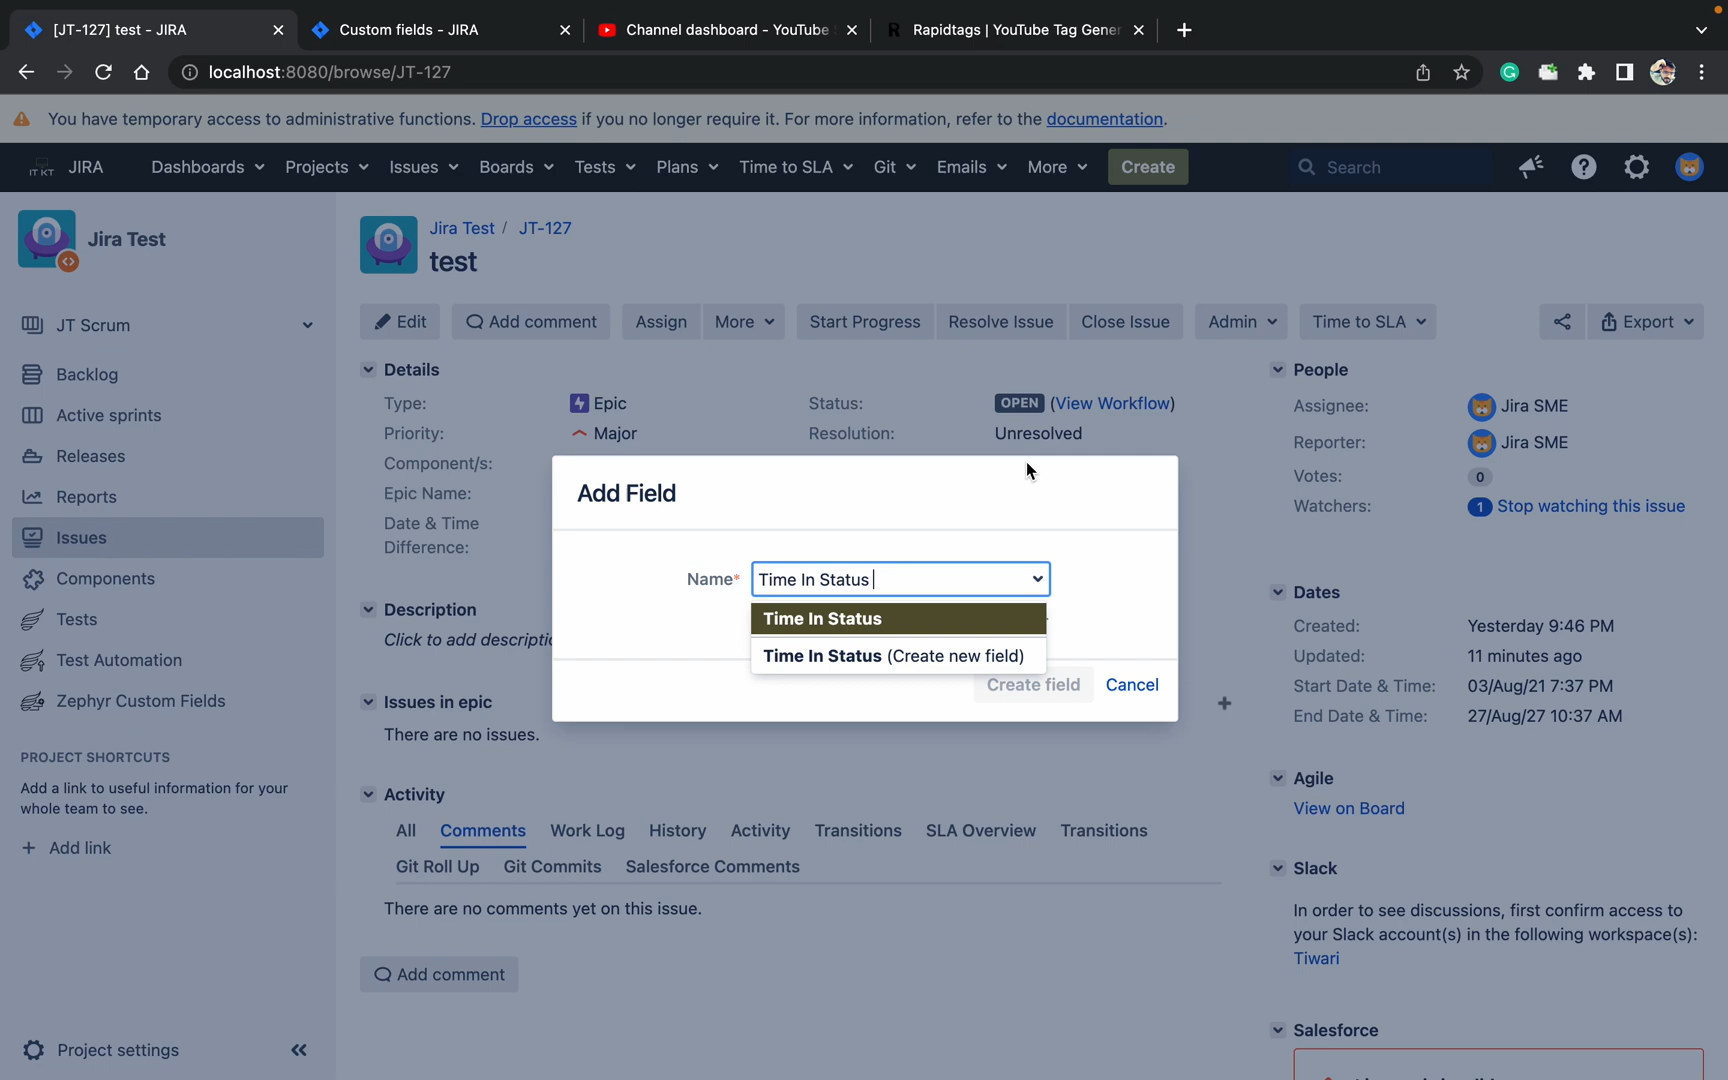 [JT-127] test - JIRA
Custom fields - JIRA
Channel dashboard - YouTube
Rapidtags | YouTube Tag Gener
localhost:8080/browse/JT-127
You have temporary access to administrative functions. Drop access if you no longer require it. For more information, refer to the documentation.
IT KT JIRA Dashboards Projects Issues Boards Tests Plans Time to SLA Git Emails More Create Search
Jira Test
JT Scrum
Backlog
Active sprints
Releases
Reports
Issues
Components
Tests
Test Automation
Zephyr Custom Fields
PROJECT SHORTCUTS
Add a link to useful information for your
whole team to see.
+ Add link
Project settings
Jira Test / JT-127
test
Edit Add comment Assign More Start Progress Resolve Issue Close Issue Admin Time to SLA Export
Details
Type: Epic Status: OPEN (View Workflow)
Priority: Major Resolution: Unresolved
Component/s:
Epic Name:
Date & Time
Difference:
Add Field
Name* Time In Status
Time In Status
Time In Status (Create new field)
Create field Cancel
Description
Click to add descripti
Issues in epic
There are no issues.
Activity
All Comments Work Log History Activity Transitions SLA Overview Transitions
Git Roll Up Git Commits Salesforce Comments
There are no comments yet on this issue.
Add comment
People
Assignee: Jira SME
Reporter: Jira SME
Votes: 0
Watchers: 1 Stop watching this issue
Dates
Created: Yesterday 9:46 PM
Updated: 11 minutes ago
Start Date & Time: 03/Aug/21 7:37 PM
End Date & Time: 27/Aug/27 10:37 AM
Agile
View on Board
Slack
In order to see discussions, first confirm access to
your Slack account(s) in the following workspace(s):
Tiwari
Salesforce